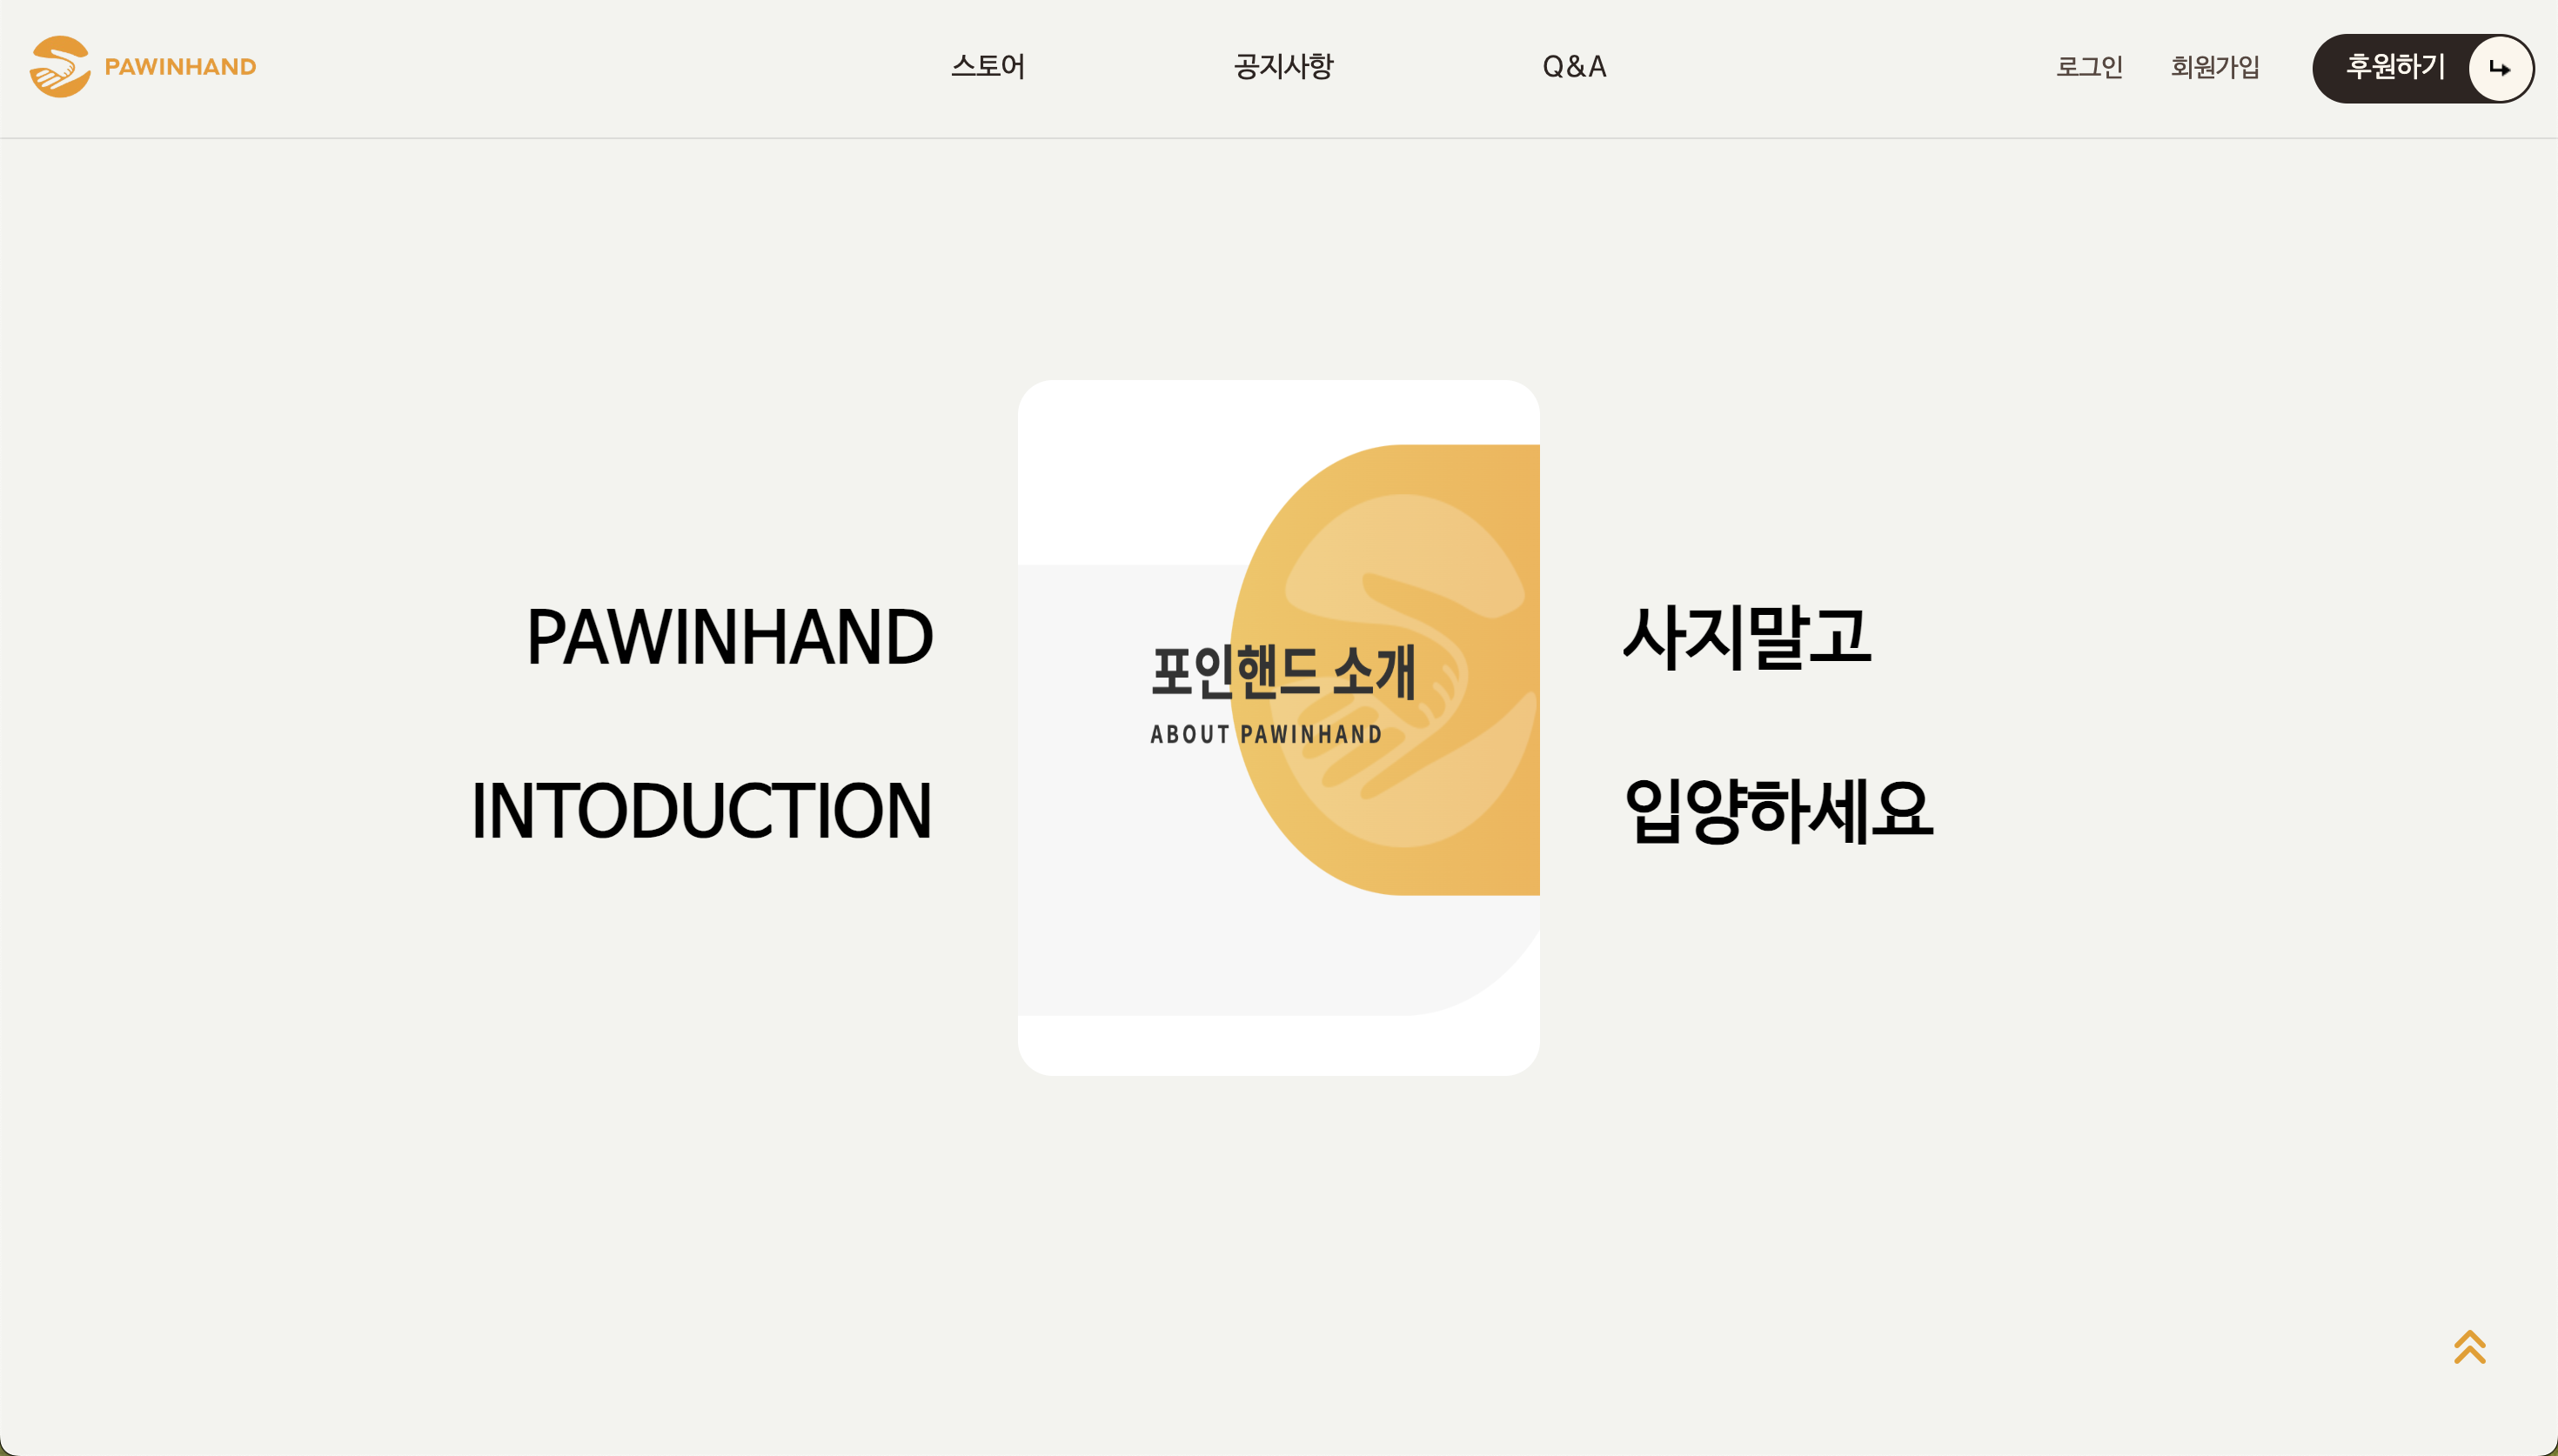 PAWINHAND
스토어
공지사항
Q&A
로그인
회원가입
후원하기
PAWINHAND
INTODUCTION
포인핸드 소개
ABOUT PAWINHAND
사지말고
입양하세요